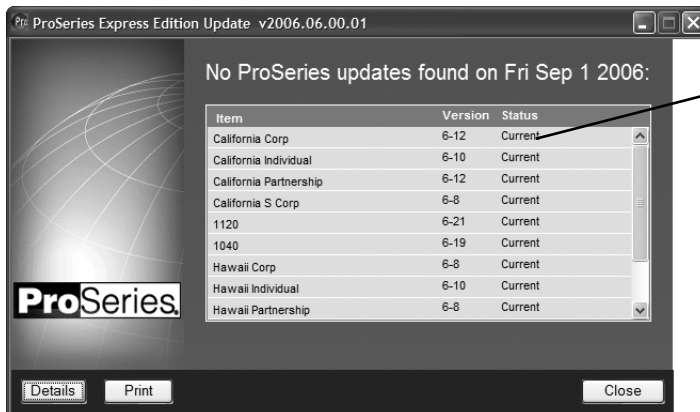 Pro ProSeries Express Edition Update v2006.06.00.01
No ProSeries updates found on Fri Sep 1 2006:
Item Version Status
California Corp 6-12 Current
California Individual 6-10 Current
California Partnership 6-12 Current
California S Corp 6-8 Current
1120 6-21 Current
1040 6-19 Current
Hawaii Corp 6-8 Current
Hawaii Individual 6-10 Current
Hawaii Partnership 6-8 Current
ProSeries.
Details Print Close